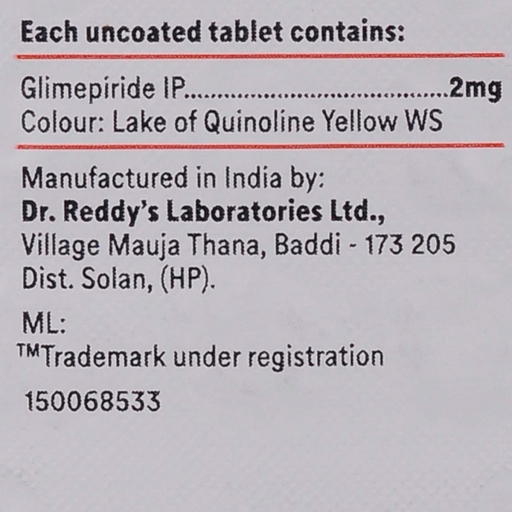 Each uncoated tablet contains:
Glimepiride IP........................................2mg
Colour: Lake of Quinoline Yellow WS
Manufactured in India by:
Dr. Reddy's Laboratories Ltd.,
Village Mauja Thana, Baddi - 173 205
Dist. Solan, (HP).
ML:
™Trademark under registration
150068533